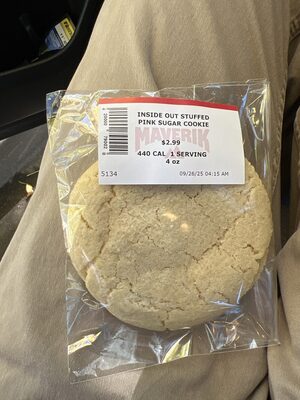 INSIDE OUT STUFFED
PINK SUGAR COOKIE
MAVERIK
$2.99
440 CAL 1 SERVING
4 oz
5134 09/26/25 04:15 AM